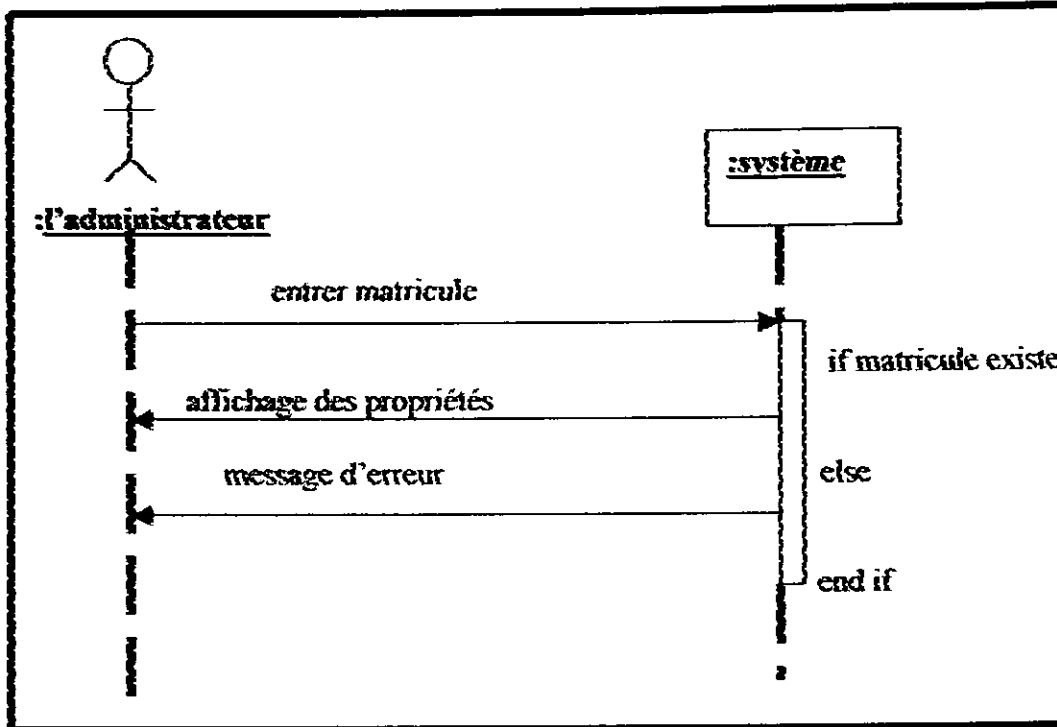 :système
:l'administrateur
entrer matricule
if matricule existe
affichage des propriétés
message d'erreur
else
end if